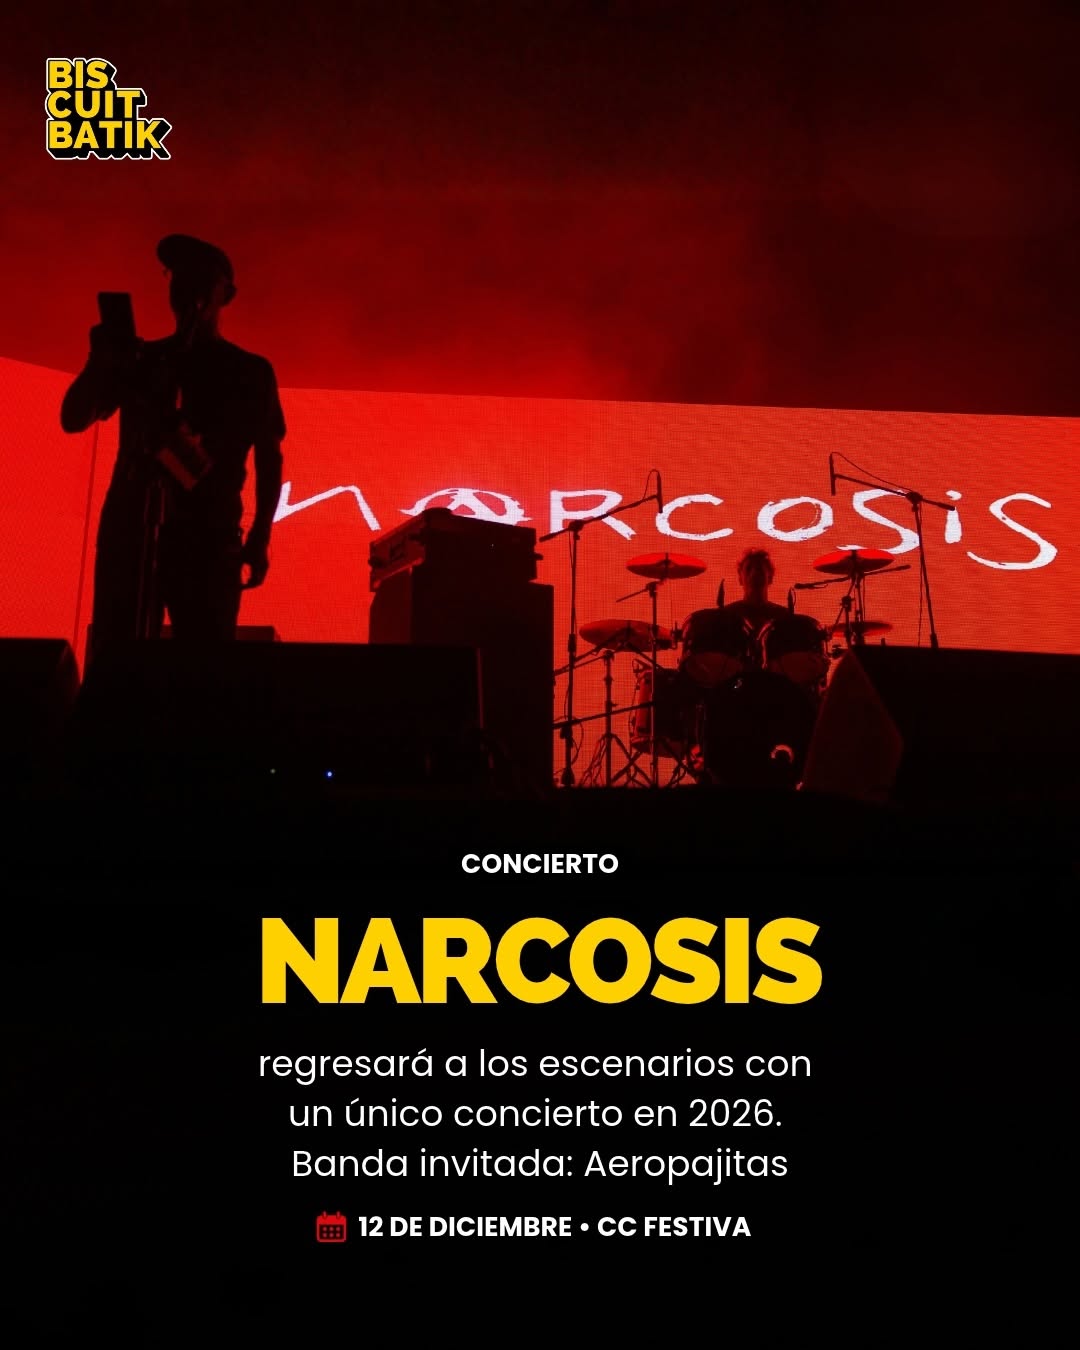 BIS
CUIT
BATIK
NARCOSIS
CONCIERTO
NARCOSIS
regresará a los escenarios con
un único concierto en 2026.
Banda invitada: Aeropajitas
12 DE DICIEMBRE • CC FESTIVA